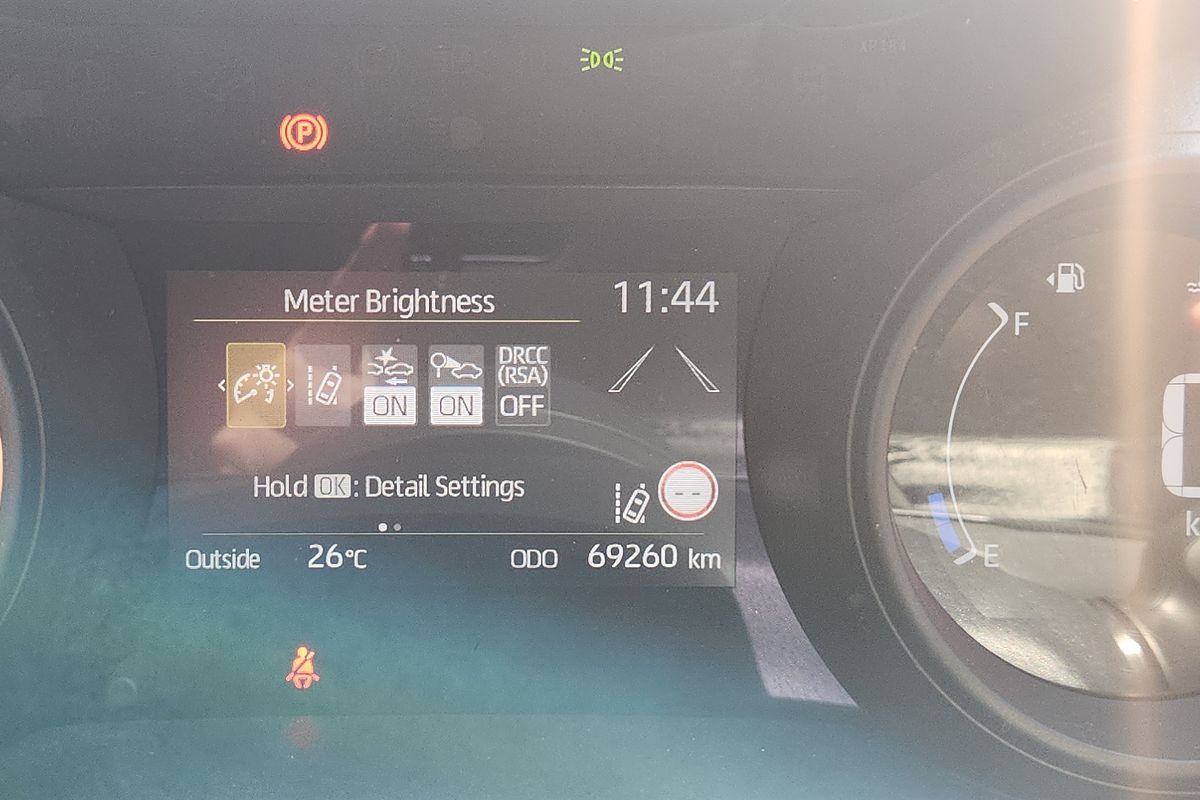 P
Meter Brightness
11:44
ON
ON
DRCC
(RSA)
OFF
Hold OK: Detail Settings
--
Outside 26°C
ODO 69260 km
F
E